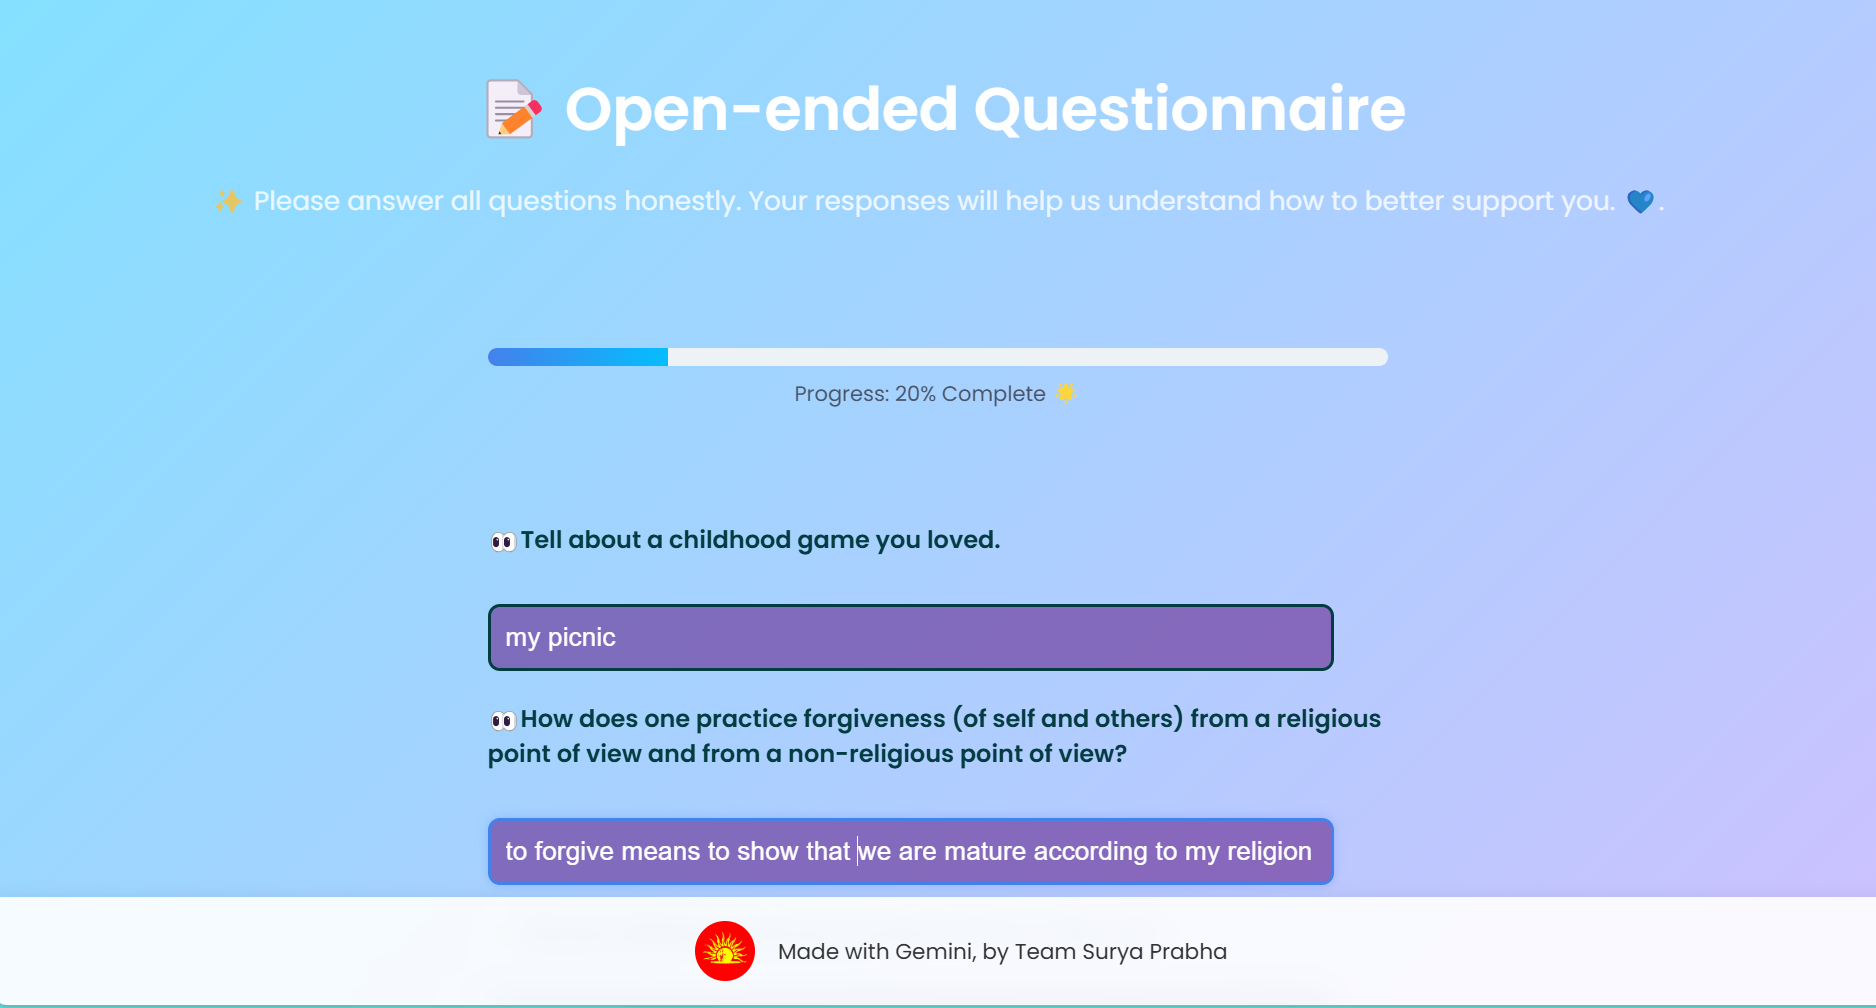 Open-ended Questionnaire
Please answer all questions honestly. Your responses will help us understand how to better support you. .
Progress: 20% Complete
Tell about a childhood game you loved.
my picnic
How does one practice forgiveness (of self and others) from a religious
point of view and from a non-religious point of view?
to forgive means to show that we are mature according to my religion
Made with Gemini, by Team Surya Prabha